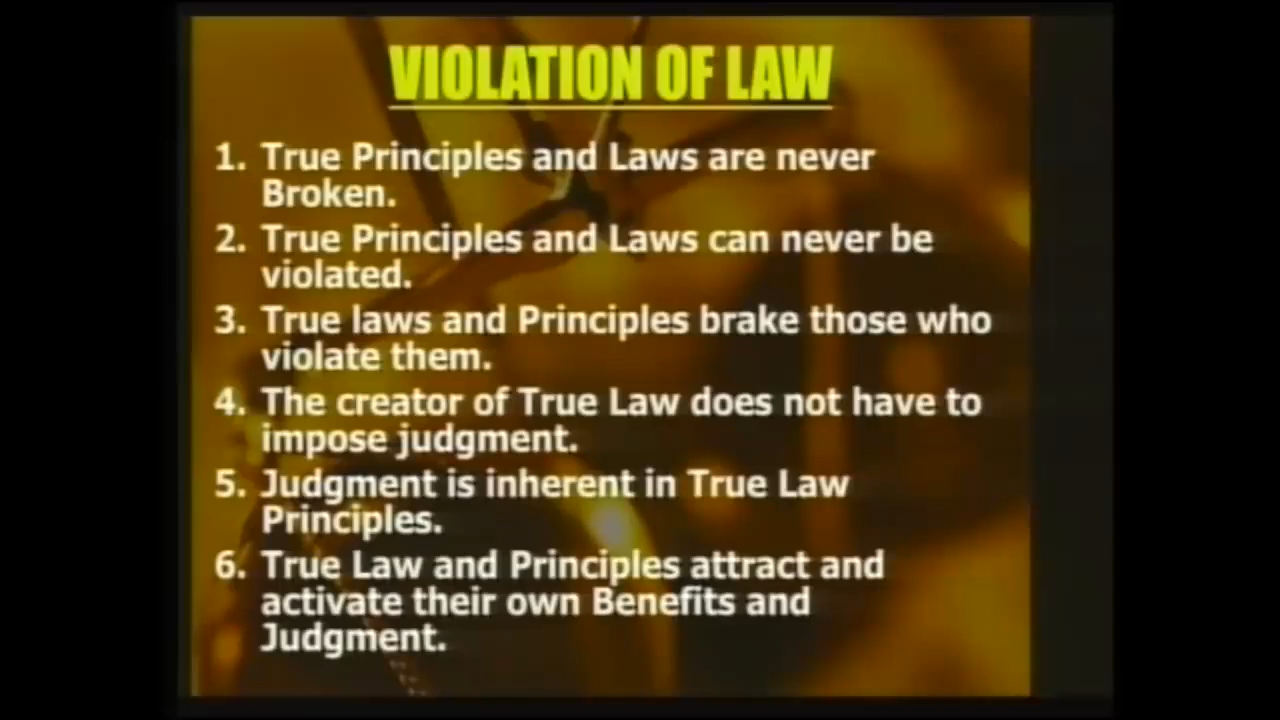 VIOLATION OF LAW
1. True Principles and Laws are never
Broken.
2. True Principles and Laws can never be
violated.
3. True laws and Principles brake those who
violate them.
4. The creator of True Law does not have to
impose judgment.
5. Judgment is inherent in True Law
Principles.
6. True Law and Principles attract and
activate their own Benefits and
Judgment.